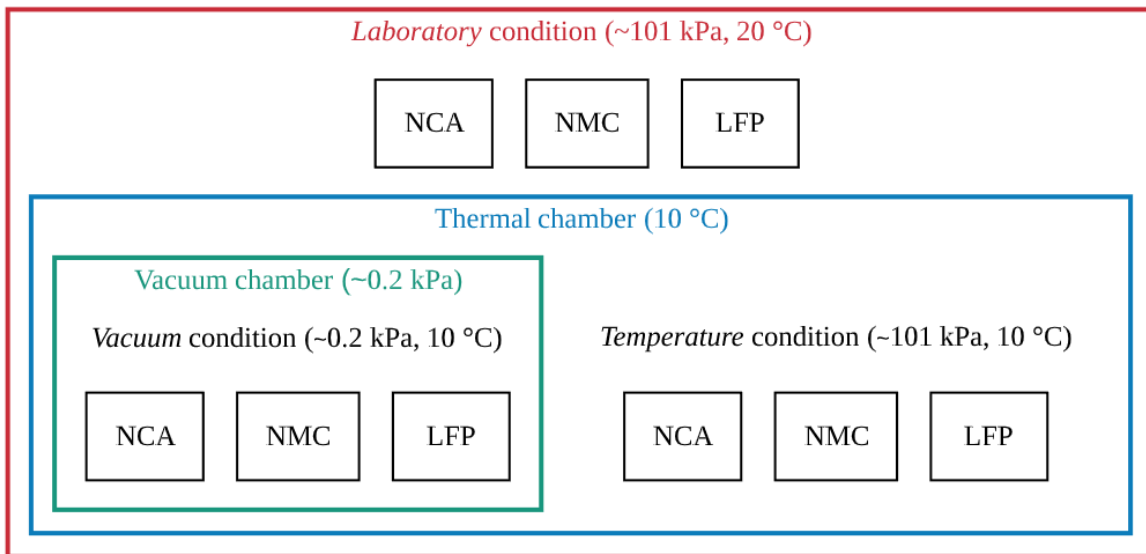 Laboratory condition (~101 kPa, 20 °C)
NCA NMC LFP
Thermal chamber (10 °C)
Vacuum chamber (~0.2 kPa)
Vacuum condition (~0.2 kPa, 10 °C)
NCA NMC LFP
Temperature condition (~101 kPa, 10 °C)
NCA NMC LFP